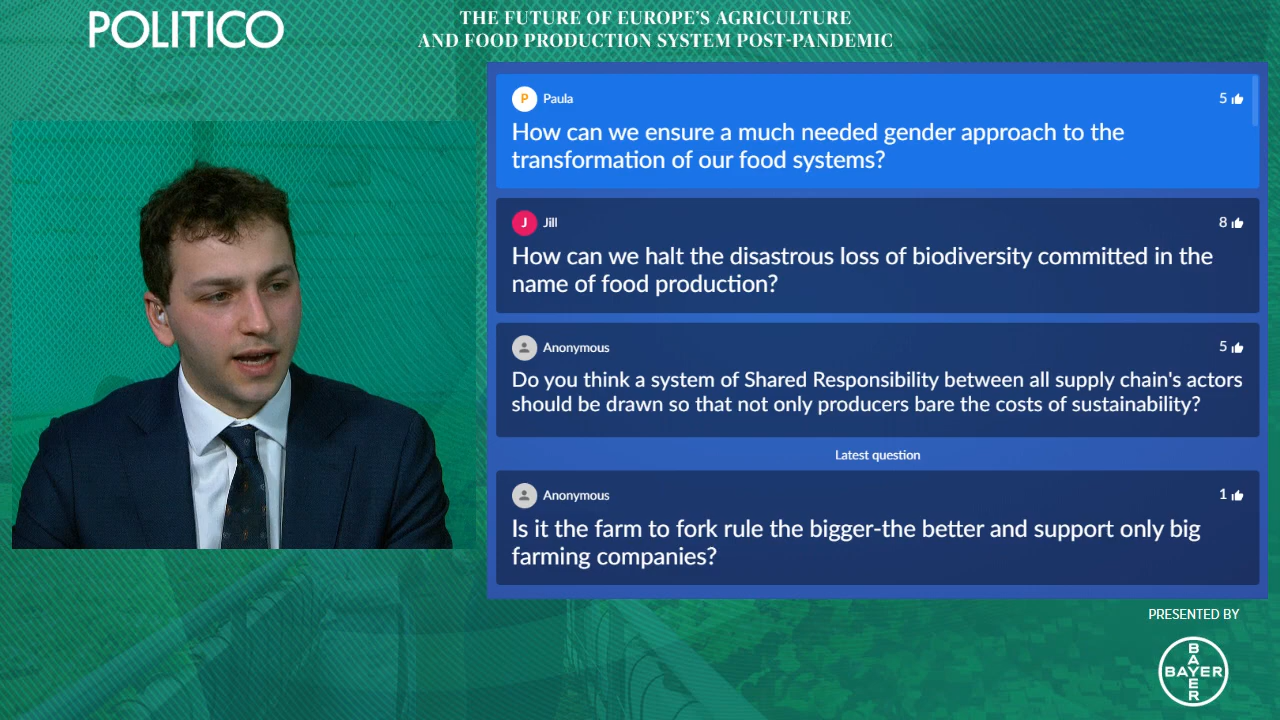 POLITICO
THE FUTURE OF EUROPE'S AGRICULTURE
AND FOOD PRODUCTION SYSTEM POST-PANDEMIC
P Paula 5
How can we ensure a much needed gender approach to the
transformation of our food systems?
J Jill 8
How can we halt the disastrous loss of biodiversity committed in the
name of food production?
Anonymous 5
Do you think a system of Shared Responsibility between all supply chain's actors
should be drawn so that not only producers bare the costs of sustainability?
Latest question
Anonymous 1
Is it the farm to fork rule the bigger-the better and support only big
farming companies?
PRESENTED BY
BAYER
BAYER